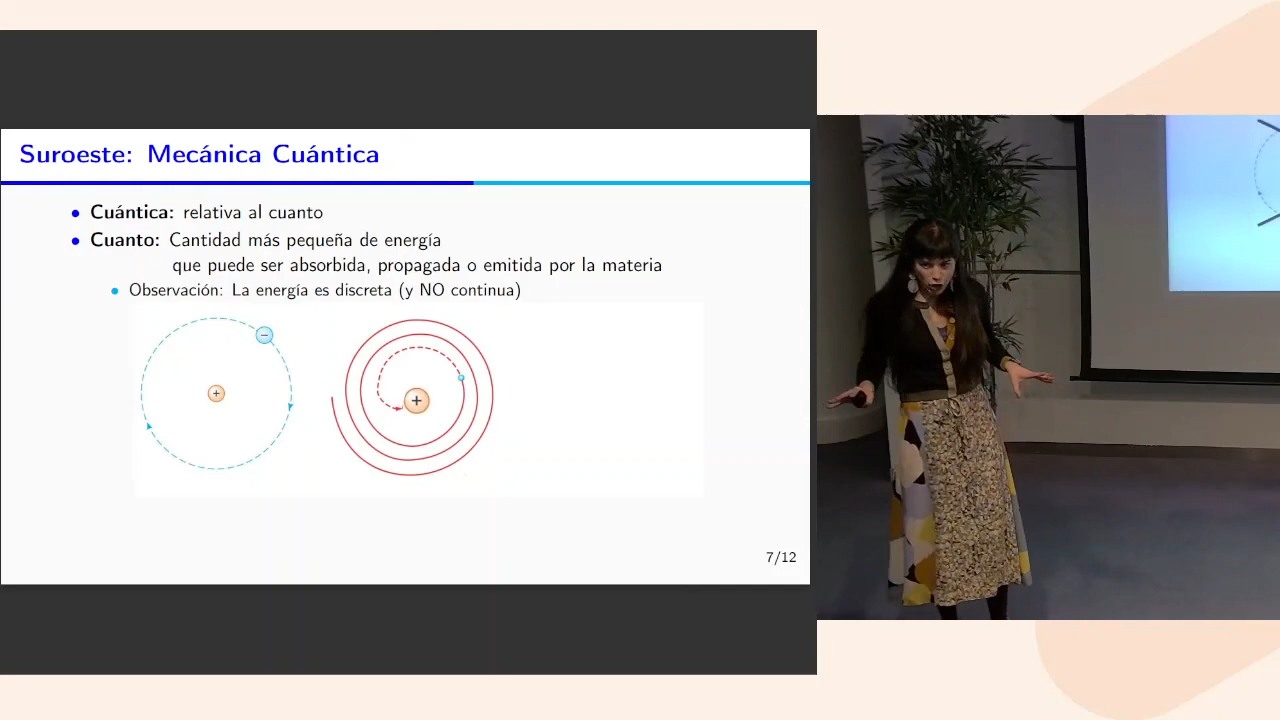 Suroeste: Mecánica Cuántica
• Cuántica: relativa al cuanto
• Cuanto: Cantidad más pequeña de energía
que puede ser absorbida, propagada o emitida por la materia
• Observación: La energía es discreta (y NO continua)
−
+
+
7/12